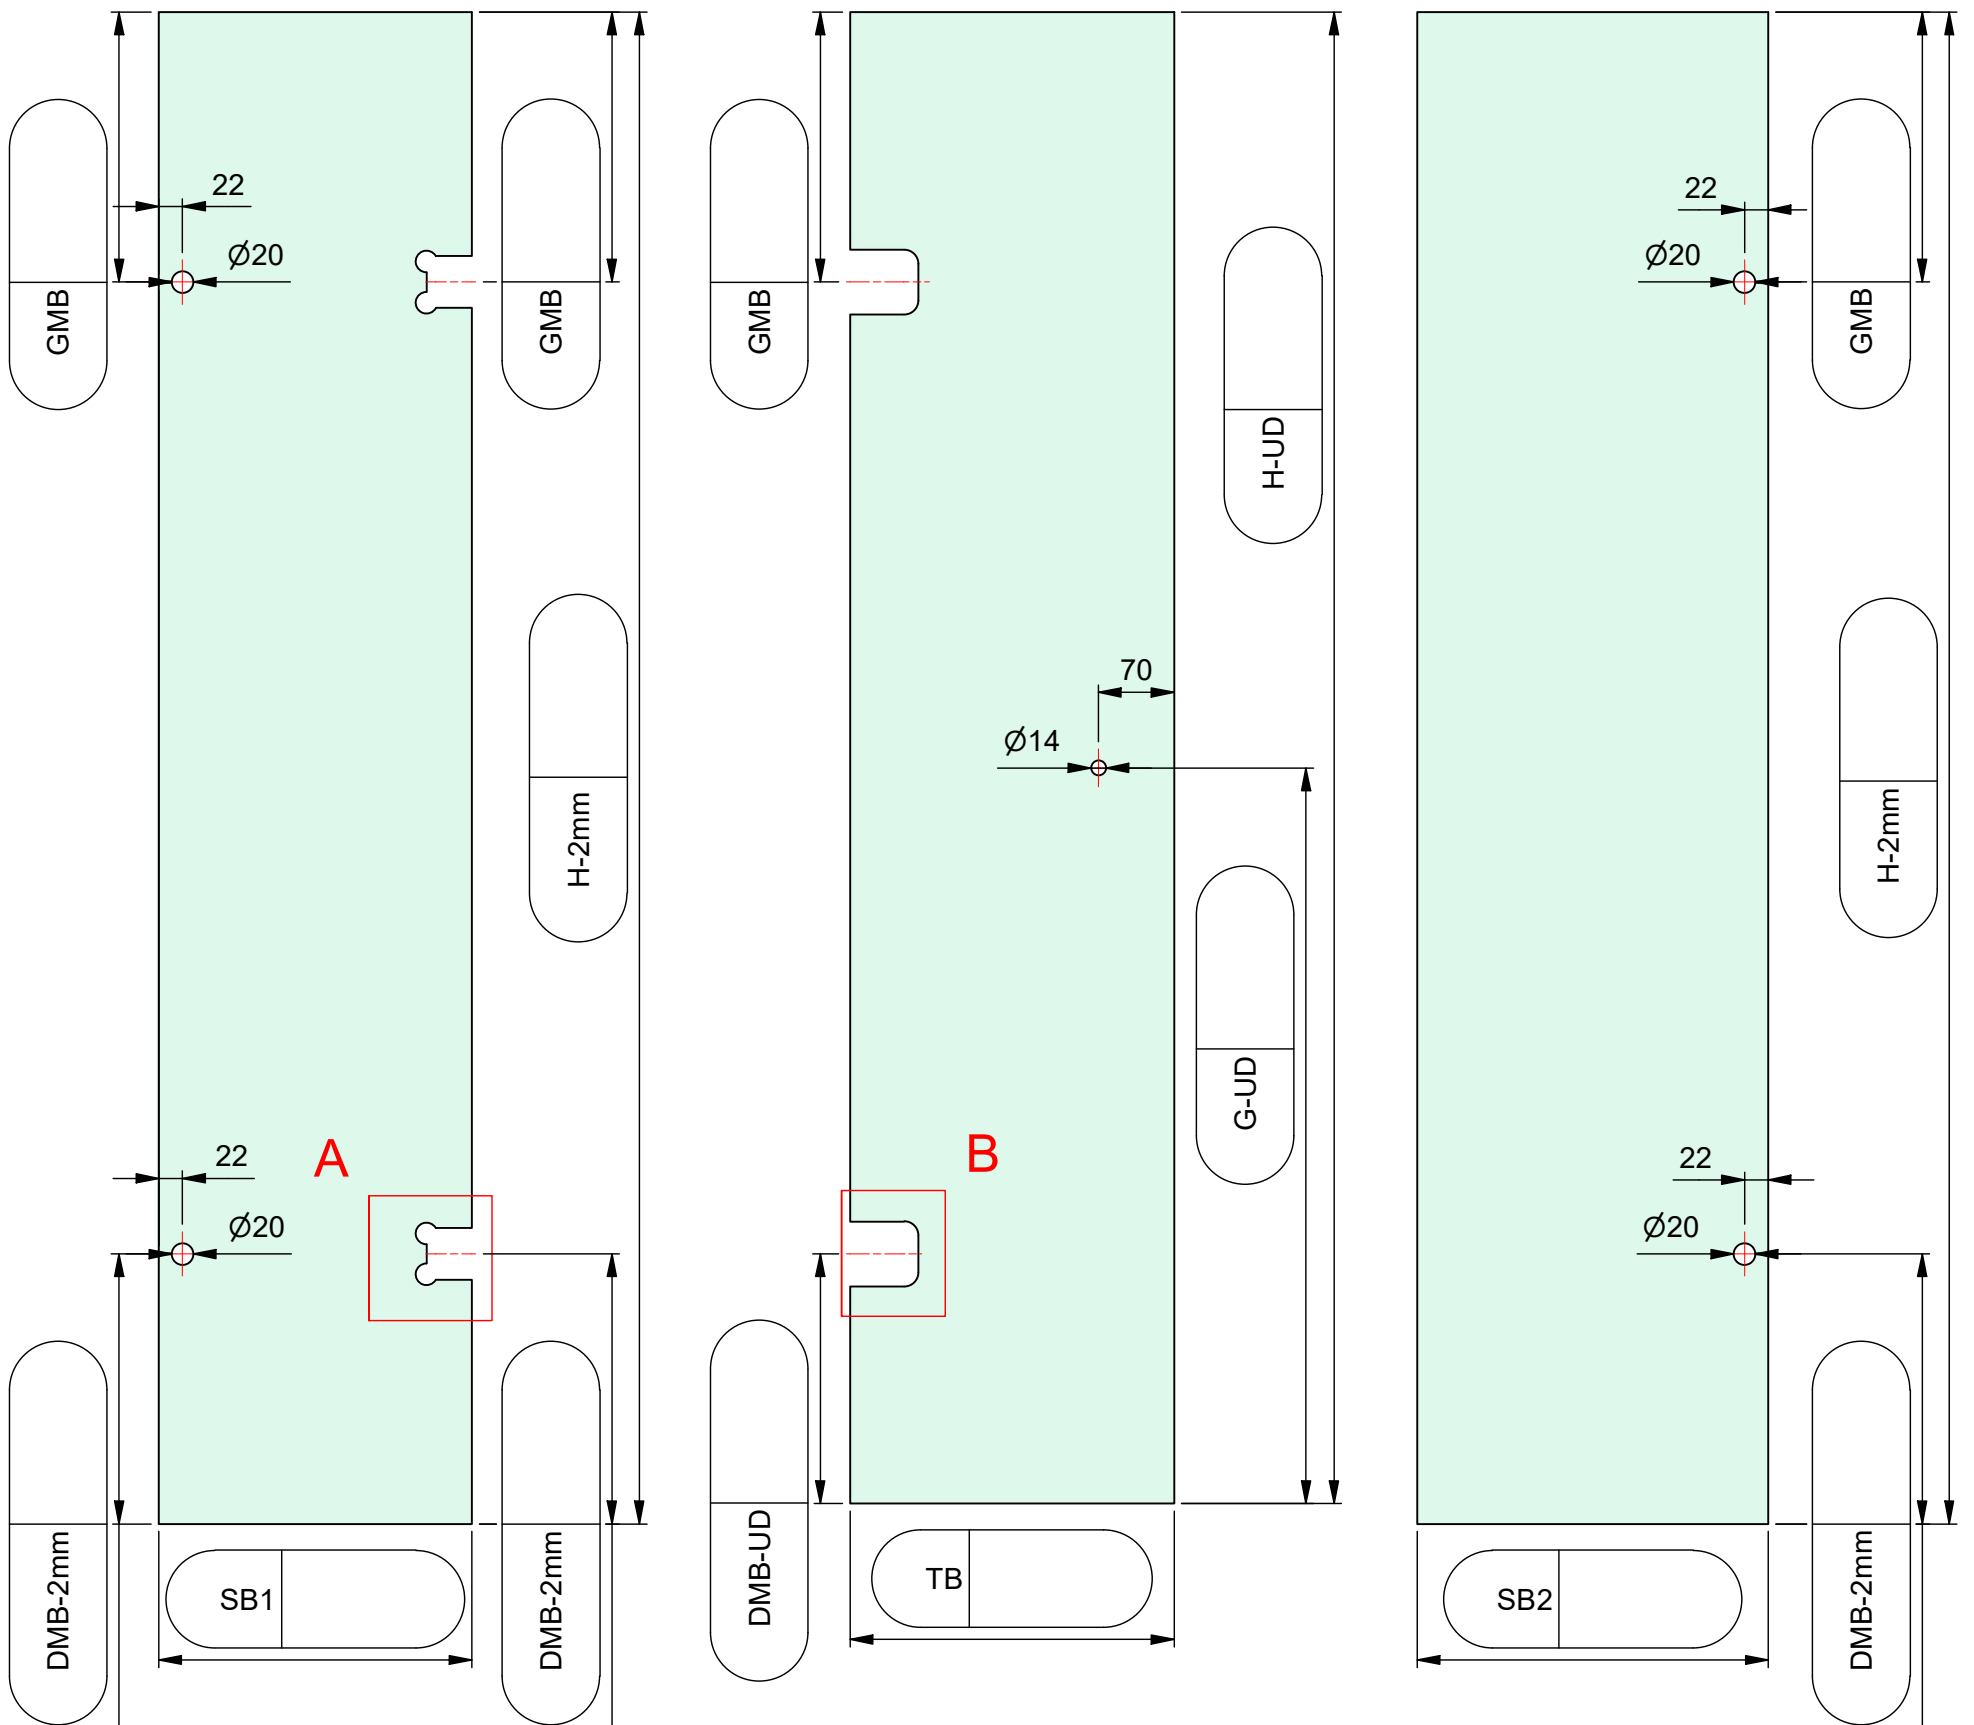 22
Ø20
GMB
GMB
H-2mm
22
Ø20
A
DMB-2mm
DMB-2mm
SB1
GMB
H-UD
70
Ø14
G-UD
B
DMB-UD
TB
22
Ø20
GMB
H-2mm
22
Ø20
DMB-2mm
SB2